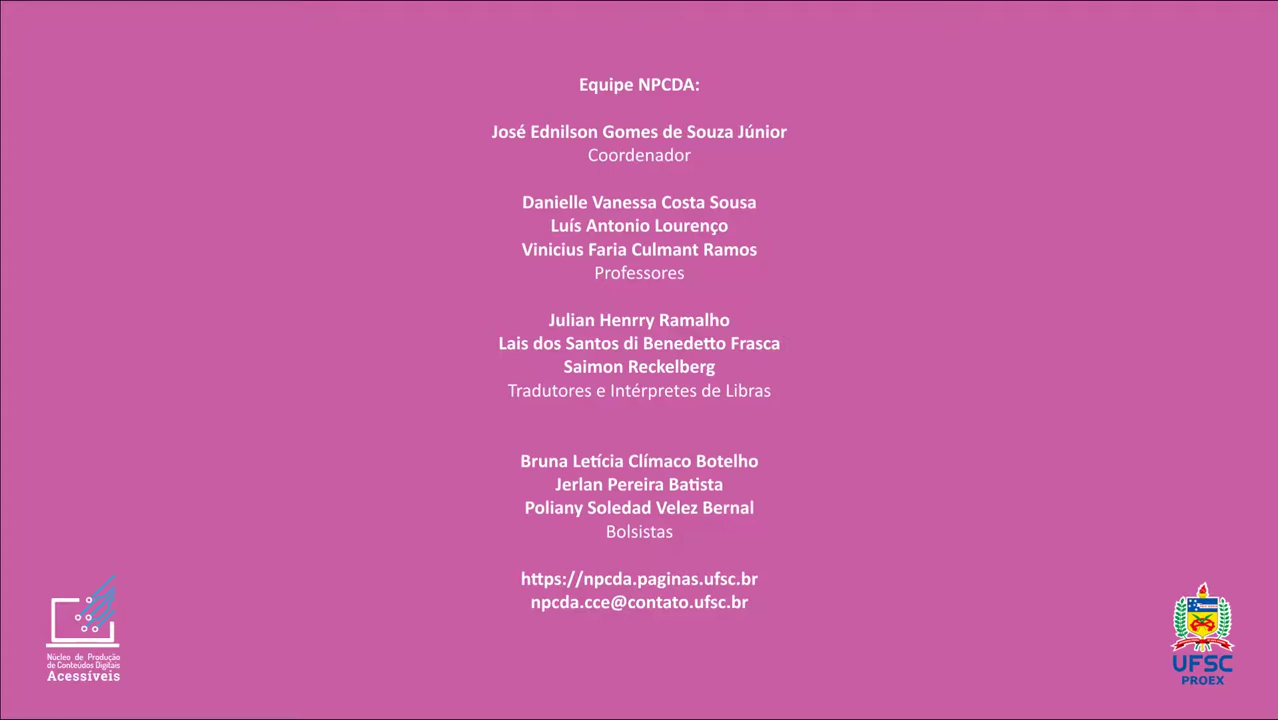 Equipe NPCDA:
José Ednilson Gomes de Souza Júnior
Coordenador
Danielle Vanessa Costa Sousa
Luís Antonio Lourenço
Vinicius Faria Culmant Ramos
Professores
Julian Henrry Ramalho
Lais dos Santos di Benedetto Frasca
Saimon Reckelberg
Tradutores e Intérpretes de Libras
Bruna Letícia Clímaco Botelho
Jerlan Pereira Batista
Poliany Soledad Velez Bernal
Bolsistas
https://npcda.paginas.ufsc.br
npcda.cce@contato.ufsc.br
Núcleo de Produção
de Conteúdos Digitais
Acessíveis
UFSC
PROEX